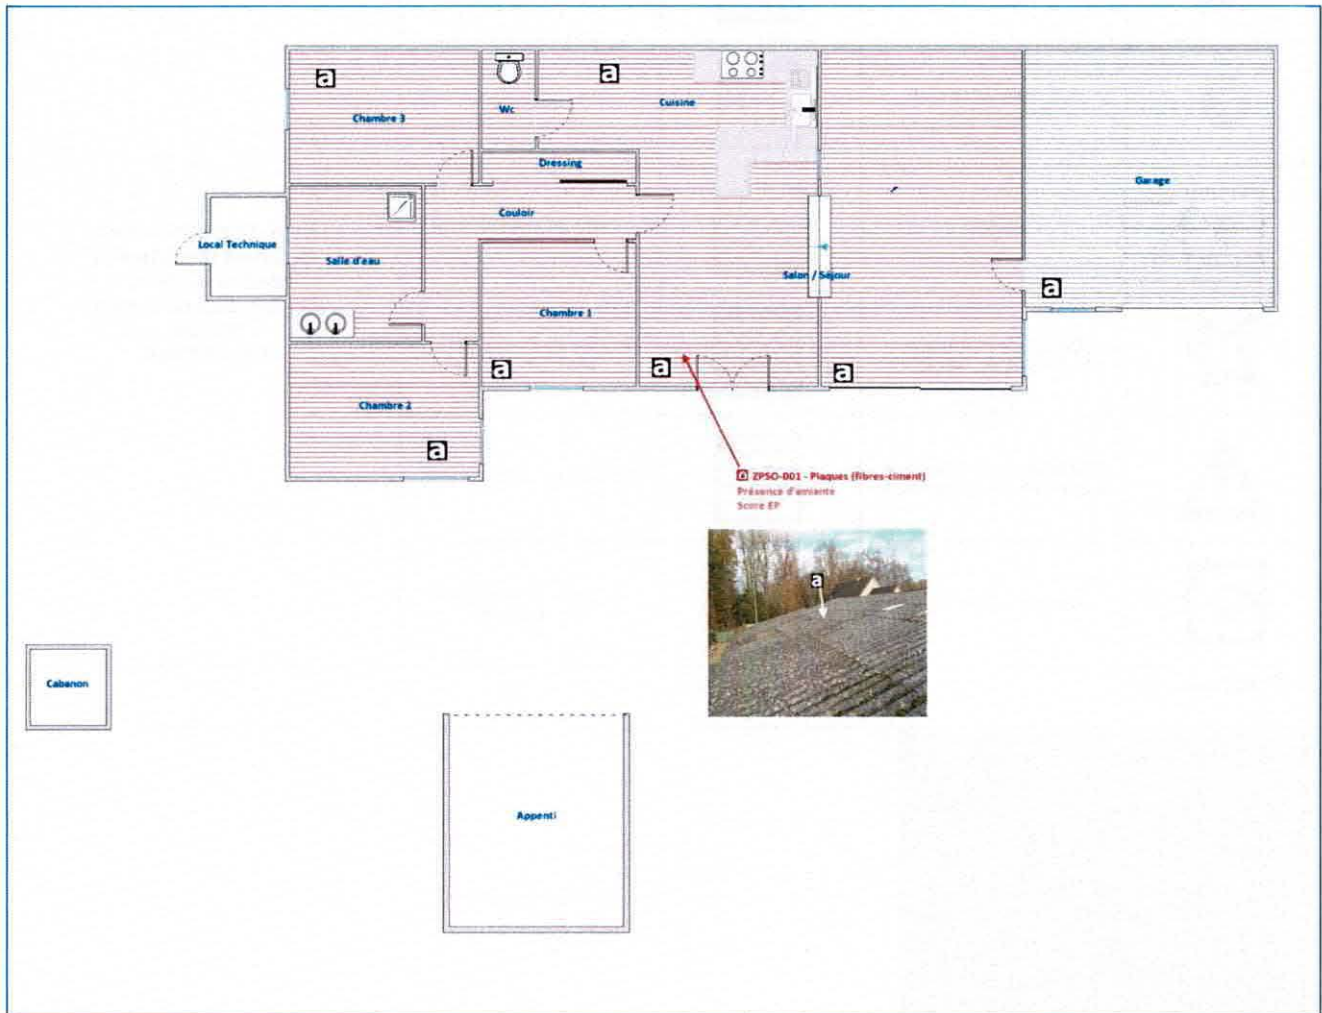 a
a
Chambre 3
Wc
Cuisine
Dressing
Garage
Couloir
Local Technique
Salle d'eau
Salon / Séjour
a
Chambre 1
a
a
a
Chambre 2
a
a ZPSO-001 - Plaques (fibres-ciment)
Présence d'amiante
Score EP
a
Cabanon
Appenti